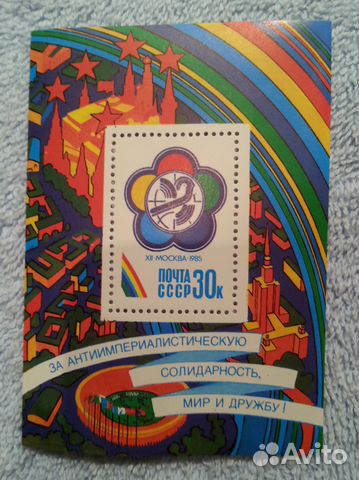 XII МОСКВА 1985
ПОЧТА
СССР 30к
ЗА АНТИИМПЕРИАЛИСТИЧЕСКУЮ
СОЛИДАРНОСТЬ,
МИР И ДРУЖБУ!
Avito